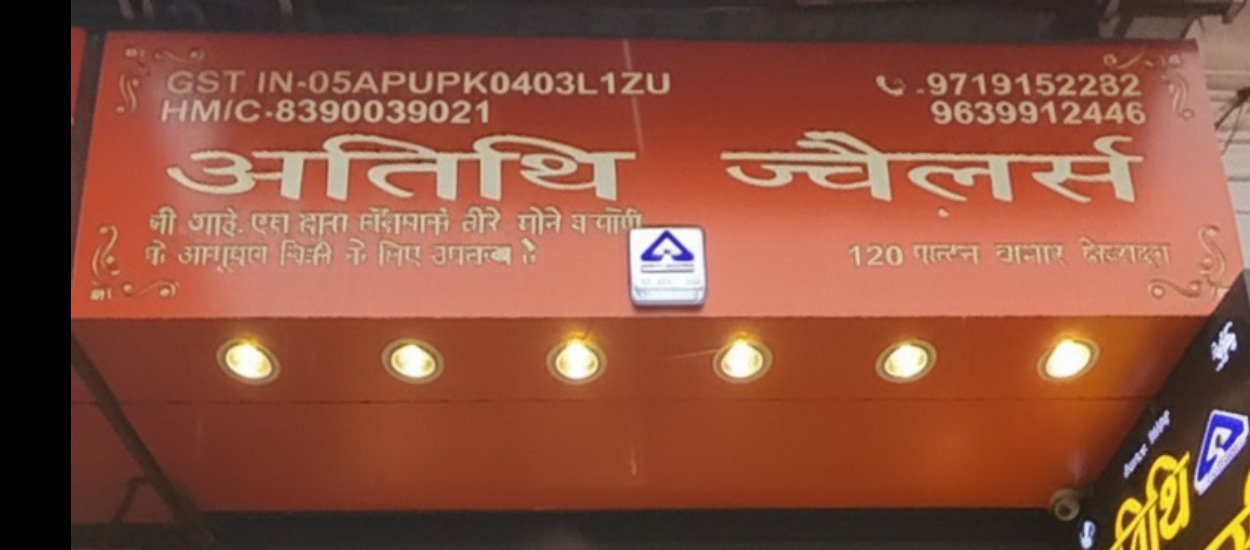 GST IN-05APUPK0403L1ZU
HM/C-8390039021
9719152282
9639912446
अतिथि ज्वैलर्स
बी आई. एस द्वारा हॉलमार्क हीरे सोने व चाँदी
के आभूषण बिक्री के लिए उपलब्ध है
120 पल्टन बाजार देहरादून